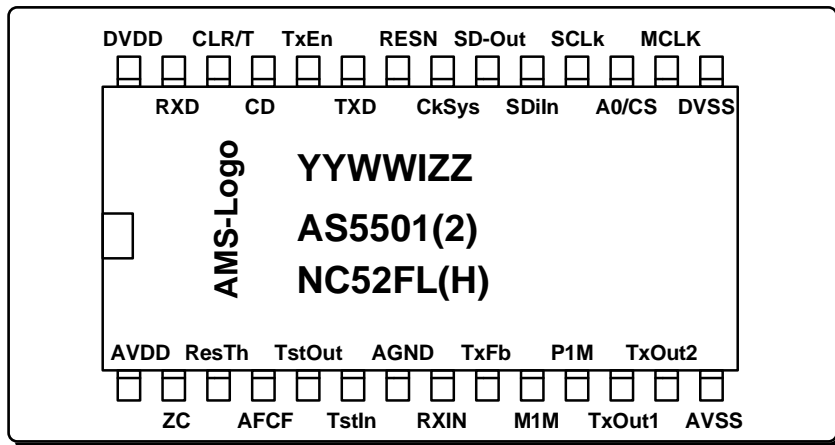 DVDD CLR/T TxEn RESN SD-Out SCLk MCLK
RXD CD TXD CkSys SDiIn A0/CS DVSS
AMS-Logo
YYWWIZZ
AS5501(2)
NC52FL(H)
AVDD ResTh TstOut AGND TxFb P1M TxOut2
ZC AFCF TstIn RXIN M1M TxOut1 AVSS